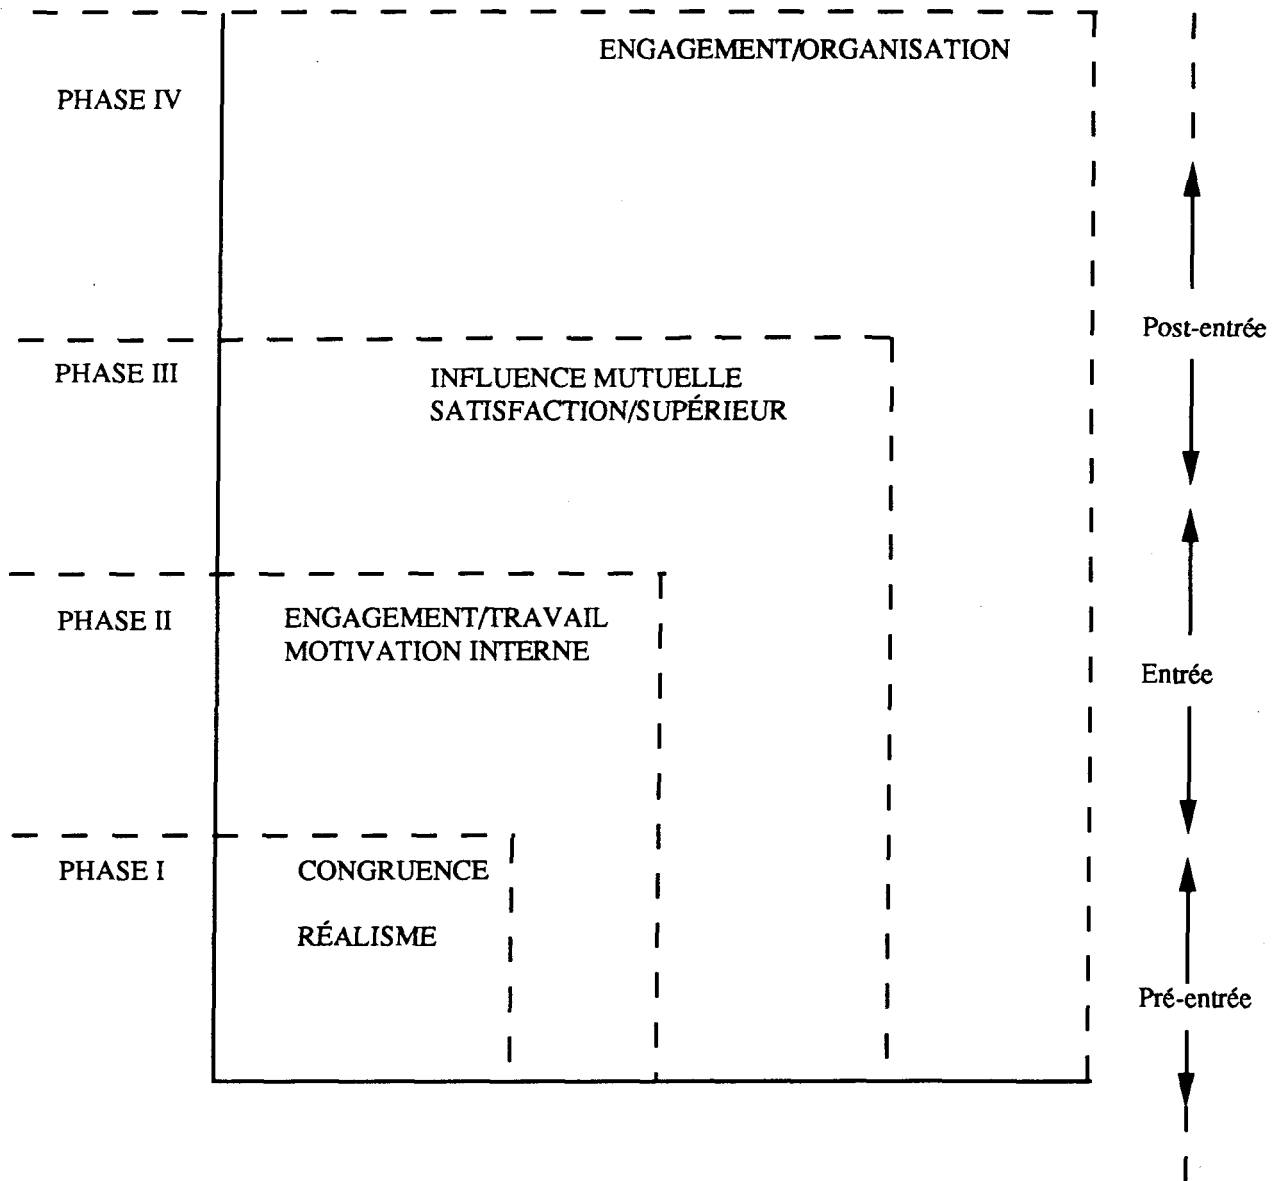 ENGAGEMENT/ORGANISATION
PHASE IV
Post-entrée
PHASE III
INFLUENCE MUTUELLE
SATISFACTION/SUPÉRIEUR
PHASE II
ENGAGEMENT/TRAVAIL
MOTIVATION INTERNE
Entrée
PHASE I
CONGRUENCE
RÉALISME
Pré-entrée